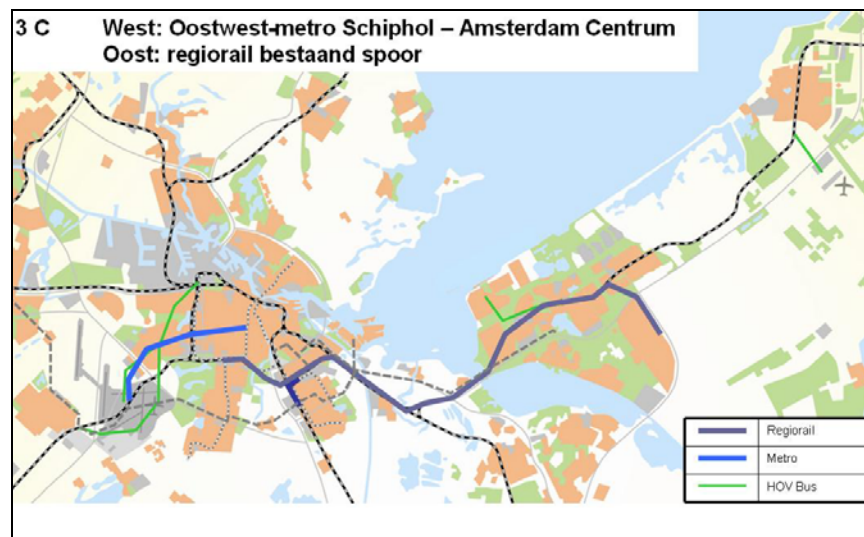 3 C West: Oostwest-metro Schiphol – Amsterdam Centrum
Oost: regiorail bestaand spoor
Regiorail
Metro
HOV Bus